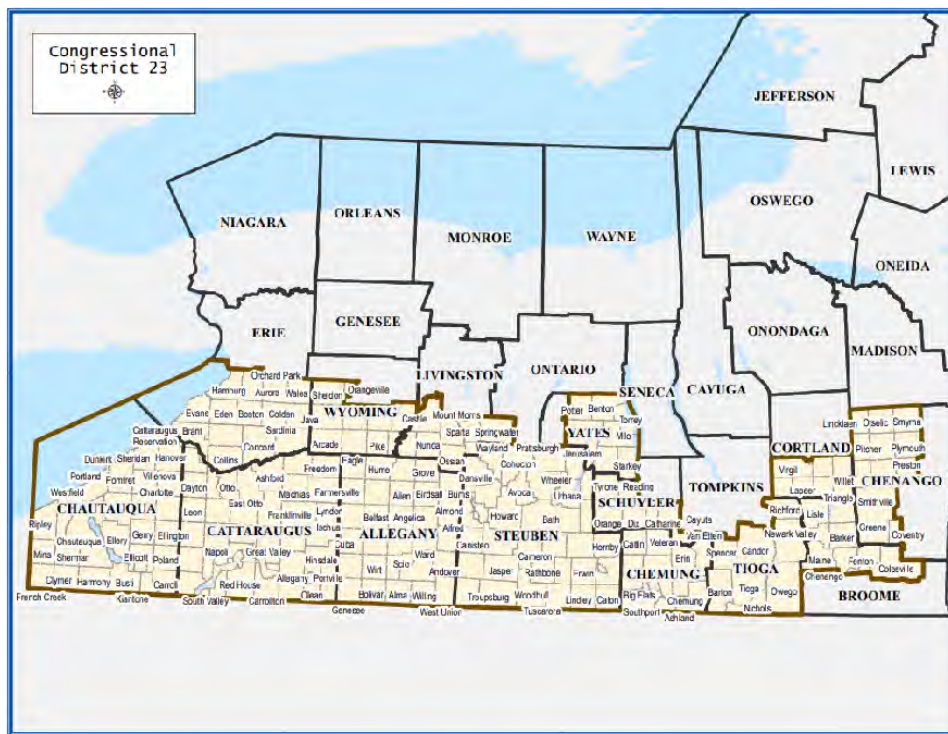 Congressional
District 23
JEFFERSON
LEWIS
OSWEGO
NIAGARA
ORLEANS
MONROE
WAYNE
ONEIDA
ERIE
GENESEE
ONONDAGA
MADISON
LIVINGSTON
ONTARIO
SENECA
CAYUGA
Orchard Park
Hamburg Aurora Wales Sheldon Orangeville
WYOMING
Evans Eden Boston Colden Java
Castile Mount Morris
Potter Benton Torrey
Lincklaen Otselic Smyrna
Cattaraugus
Reservation
Brant Sardinia
Sparta Springwater
YATES Milo
CORTLAND
Pitcher Plymouth
Collins Concord Arcade Pike Nunda
Wayland Prattsburgh Jerusalem
Dunkirk Sheridan Hanover
Eagle Ossian Cohocton Starkey
Virgil Preston
CHENANGO
Portland Pomfret Villenova Dayton Otto Ashford Freedom Hume Grove Dansville Wheeler Tyrone Reading
TOMPKINS
Lapeer Willet
Westfield Charlotte
East Otto Machias Farmersville
Allen Birdsall Burns Avoca Urbana
SCHUYLER
Triangle Smithville
CHAUTAUQUA
Leon Franklinville Lyndon Almond
Richford Lisle
Ripley
Ischua Belfast Angelica Howard Bath Orange Dix Catharine Cayuta
Greene
CATTARAUGUS
ALLEGANY
STEUBEN
Chautauqua Ellery Gerry Ellington
Cuba Alfred Canisteo
Van Etten
Newark Valley
Barker Coventry
Mina Sherman Ellicott Poland
Napoli Great Valley Hinsdale
Ward Hornby Catlin Veteran
Spencer Candor
Wirt Scio Cameron Erin
Maine Fenton
TIOGA
Colesville
Clymer Harmony Busti Carroll
Red House Allegany Portville
Andover Jasper Rathbone Erwin
CHEMUNG
Chenango
French Creek
Carrollton Olean Bolivar Alma Willing
Troupsburg Woodhull Lindley Caton
Big Flats Chemung Barton Tioga Owego
BROOME
South Valley
Genesee West Union Tuscarora Southport
Ashland
Nichols